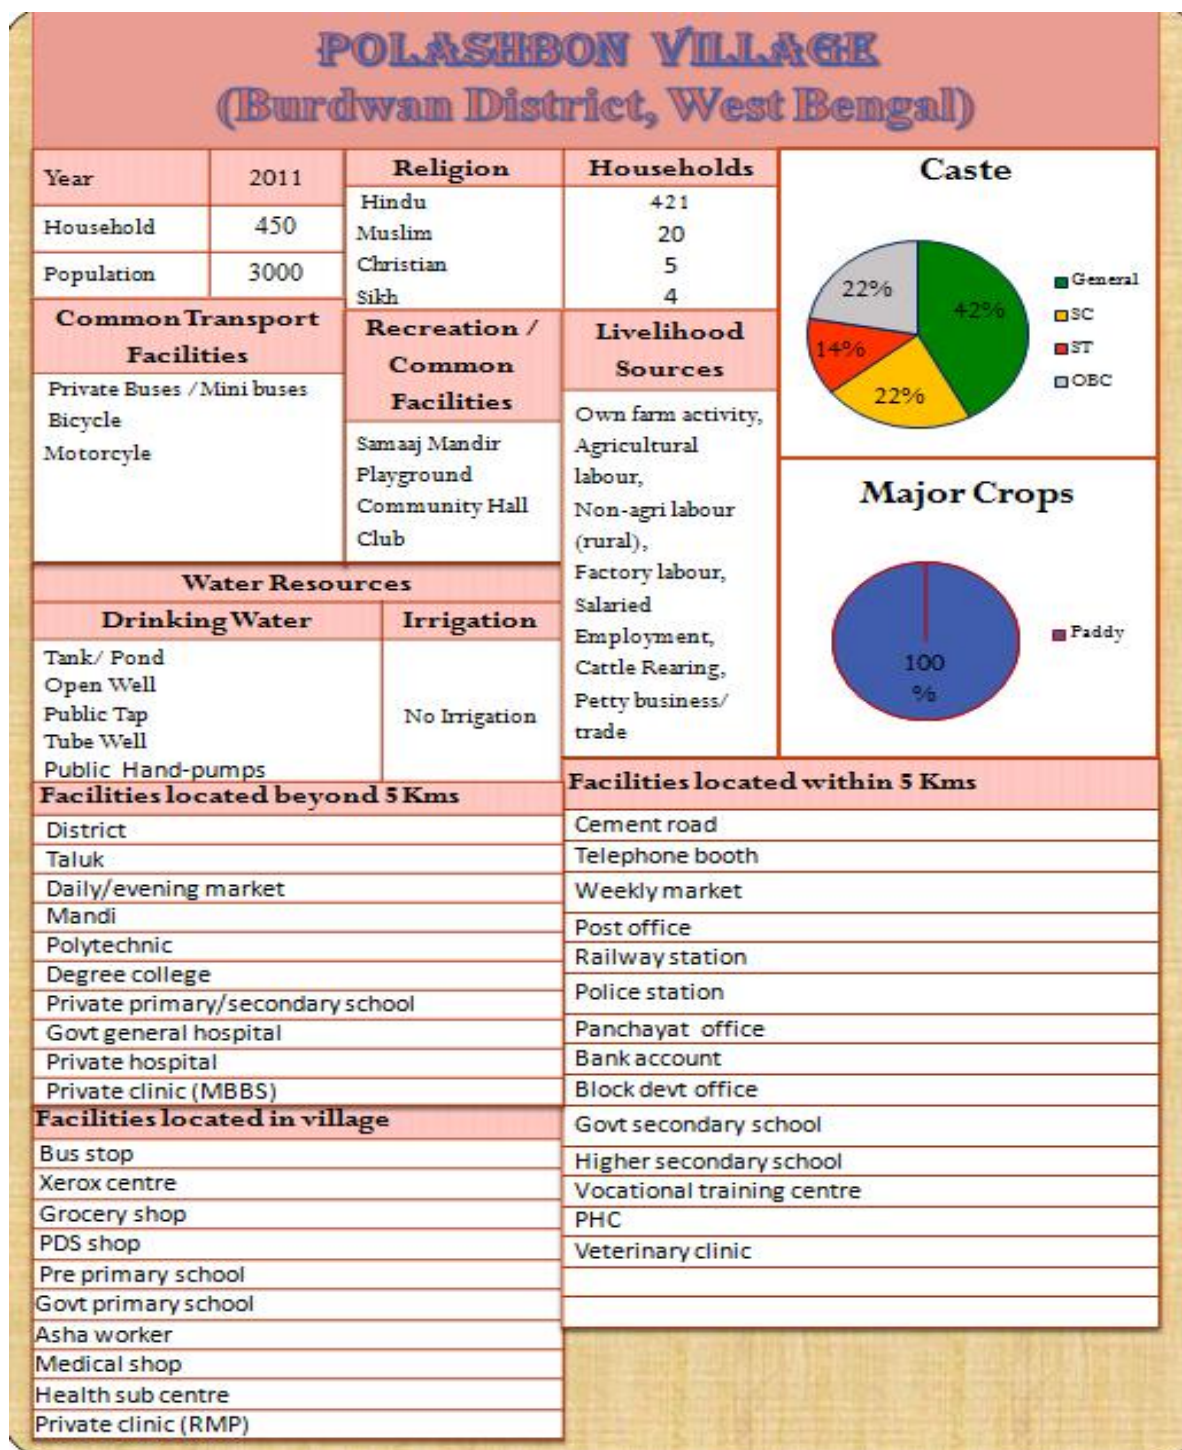 POLASHBON VILLAGE
(Burdwan District, West Bengal)
Year 2011
Household 450
Population 3000
Religion Households
Hindu 421
Muslim 20
Christian 5
Sikh 4
Caste
22%
42%
14%
22%
General
SC
ST
OBC
Common Transport
Facilities
Private Buses / Mini buses
Bicycle
Motorcyle
Recreation /
Common
Facilities
Samaaj Mandir
Playground
Community Hall
Club
Livelihood
Sources
Own farm activity,
Agricultural
labour,
Non-agri labour
(rural),
Factory labour,
Salaried
Employment,
Cattle Rearing,
Petty business/
trade
Major Crops
100
%
Paddy
Water Resources
Drinking Water
Tank/ Pond
Open Well
Public Tap
Tube Well
Public Hand-pumps
Irrigation
No Irrigation
Facilities located beyond 5 Kms
District
Taluk
Daily/evening market
Mandi
Polytechnic
Degree college
Private primary/secondary school
Govt general hospital
Private hospital
Private clinic (MBBS)
Facilities located in village
Bus stop
Xerox centre
Grocery shop
PDS shop
Pre primary school
Govt primary school
Asha worker
Medical shop
Health sub centre
Private clinic (RMP)
Facilities located within 5 Kms
Cement road
Telephone booth
Weekly market
Post office
Railway station
Police station
Panchayat office
Bank account
Block devt office
Govt secondary school
Higher secondary school
Vocational training centre
PHC
Veterinary clinic